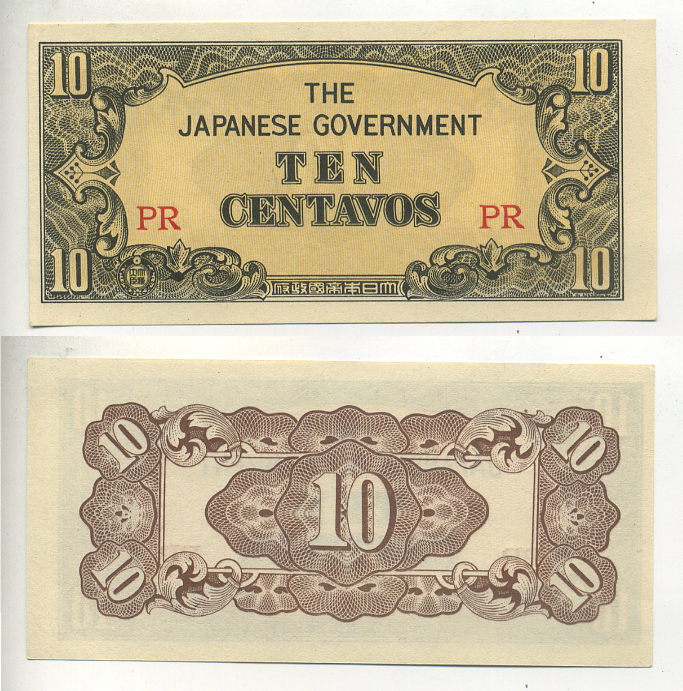 10 10
THE
JAPANESE GOVERNMENT
TEN
PR CENTAVOS PR
10 10
府政國帝本日大
10 10
10
10 10